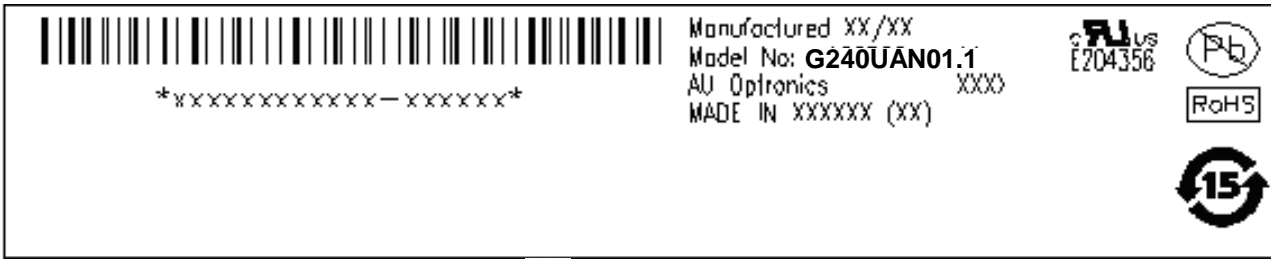 *xxxxxxxxxxxx-xxxxxx*
Manufactured XX/XX
Model No: G240UAN01.1
AU Optronics XXX
MADE IN XXXXXX (XX)
c RU US
E204356
Pb
RoHS
15